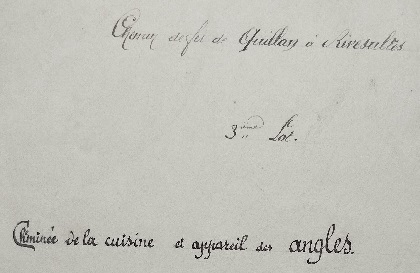 Chemin de fer de Quillan à Rivesaltes
3ème Lot.
Cheminée de la cuisine et appareil des angles.